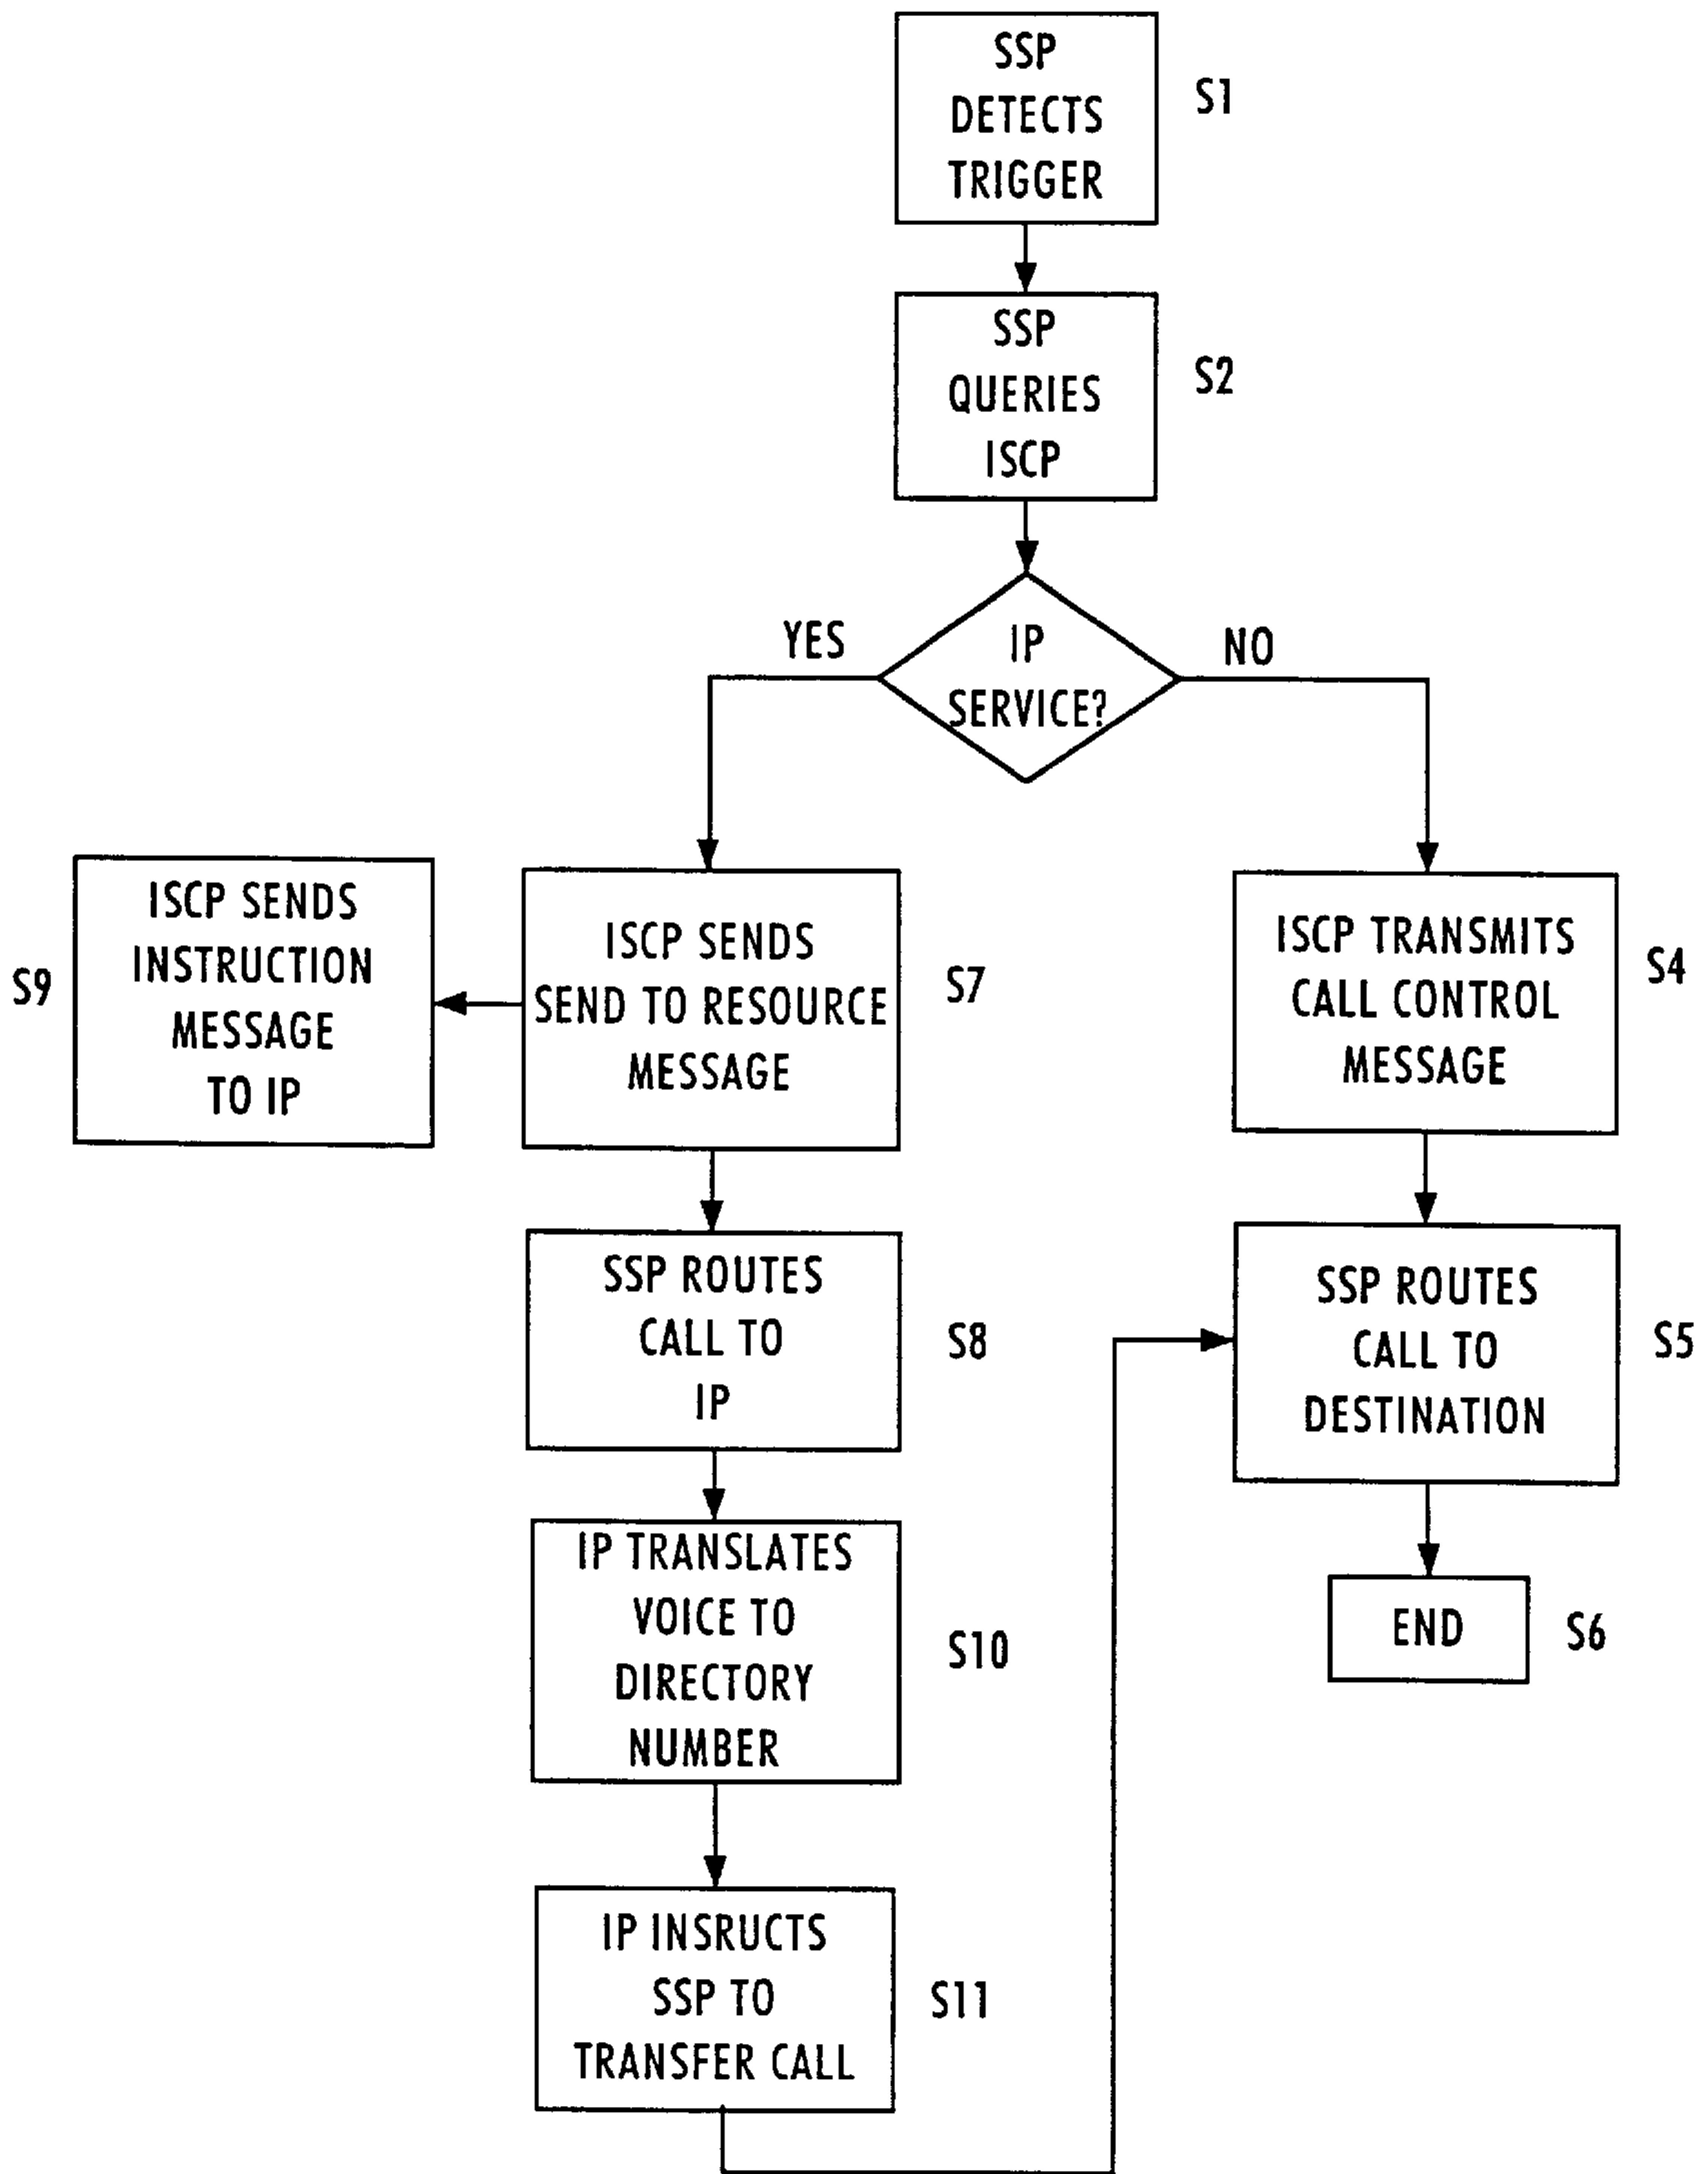 SSP
DETECTS
TRIGGER
S1
SSP
QUERIES
ISCP
S2
IP
SERVICE?
YES
NO
ISCP SENDS
INSTRUCTION
MESSAGE
TO IP
S9
ISCP SENDS
SEND TO RESOURCE
MESSAGE
S7
ISCP TRANSMITS
CALL CONTROL
MESSAGE
S4
SSP ROUTES
CALL TO
IP
S8
SSP ROUTES
CALL TO
DESTINATION
S5
IP TRANSLATES
VOICE TO
DIRECTORY
NUMBER
S10
END
S6
IP INSRUCTS
SSP TO
TRANSFER CALL
S11